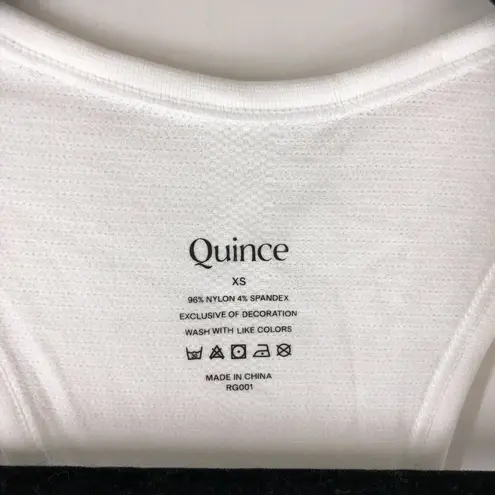 Quince
XS
96% NYLON 4% SPANDEX
EXCLUSIVE OF DECORATION
WASH WITH LIKE COLORS
MADE IN CHINA
RG001